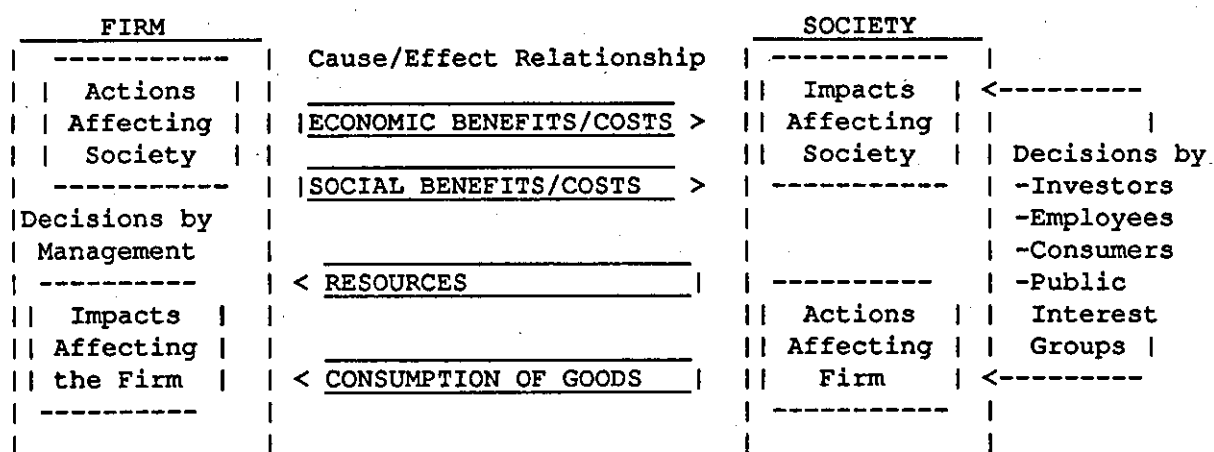 FIRM
SOCIETY
Cause/Effect Relationship
Actions
Affecting
Society
ECONOMIC BENEFITS/COSTS >
SOCIAL BENEFITS/COSTS >
Impacts
Affecting
Society
Decisions by
-Investors
-Employees
-Consumers
-Public
Interest
Groups
Decisions by
Management
< RESOURCES
Impacts
Affecting
the Firm
< CONSUMPTION OF GOODS
Actions
Affecting
Firm